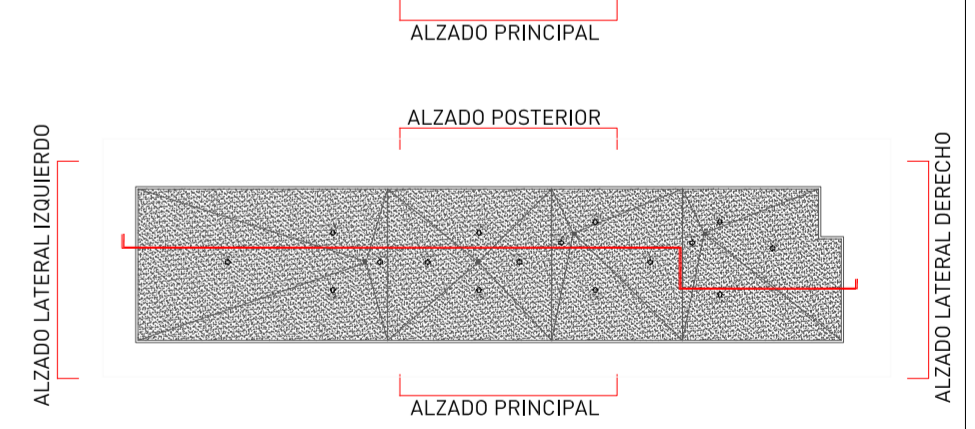 ALZADO PRINCIPAL
ALZADO POSTERIOR
ALZADO LATERAL IZQUIERDO
ALZADO LATERAL DERECHO
ALZADO PRINCIPAL